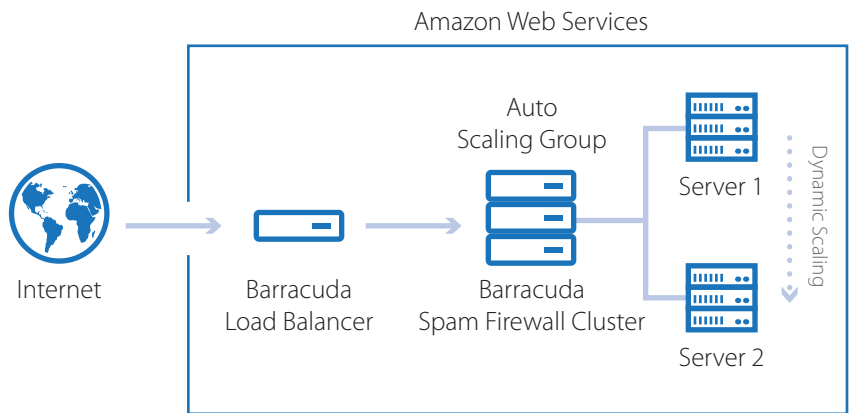 Amazon Web Services
Auto
Scaling Group
Server 1
Dynamic Scaling
Internet
Barracuda
Load Balancer
Barracuda
Spam Firewall Cluster
Server 2